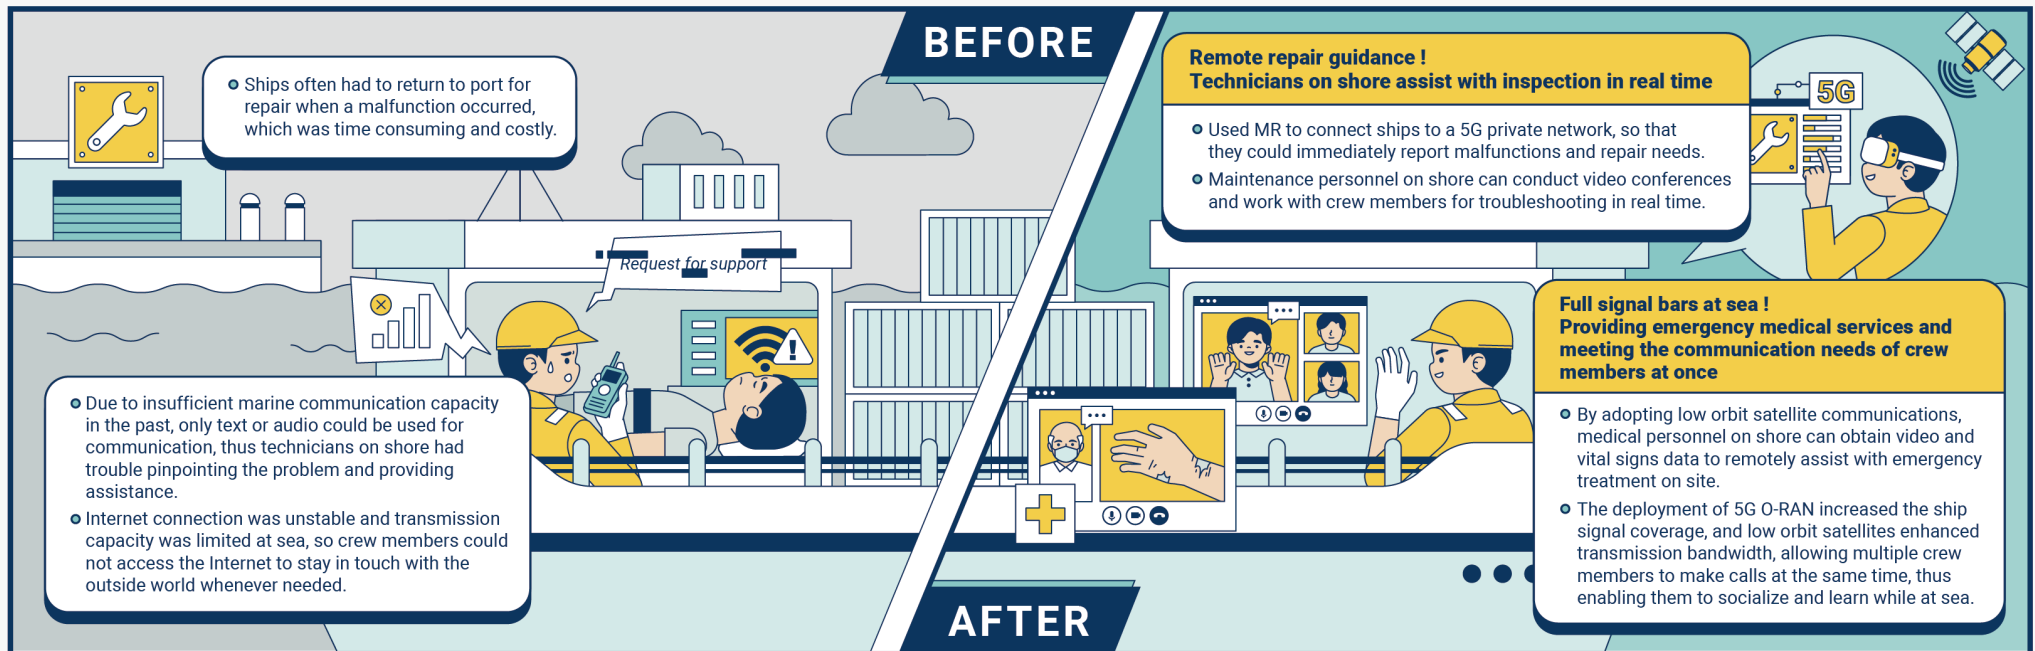 BEFORE
Ships often had to return to port for
repair when a malfunction occurred,
which was time consuming and costly.
Request for support
Due to insufficient marine communication capacity
in the past, only text or audio could be used for
communication, thus technicians on shore had
trouble pinpointing the problem and providing
assistance.
Internet connection was unstable and transmission
capacity was limited at sea, so crew members could
not access the Internet to stay in touch with the
outside world whenever needed.
Remote repair guidance !
Technicians on shore assist with inspection in real time
Used MR to connect ships to a 5G private network, so that
they could immediately report malfunctions and repair needs.
Maintenance personnel on shore can conduct video conferences
and work with crew members for troubleshooting in real time.
5G
Full signal bars at sea !
Providing emergency medical services and
meeting the communication needs of crew
members at once
By adopting low orbit satellite communications,
medical personnel on shore can obtain video and
vital signs data to remotely assist with emergency
treatment on site.
The deployment of 5G O-RAN increased the ship
signal coverage, and low orbit satellites enhanced
transmission bandwidth, allowing multiple crew
members to make calls at the same time, thus
enabling them to socialize and learn while at sea.
AFTER